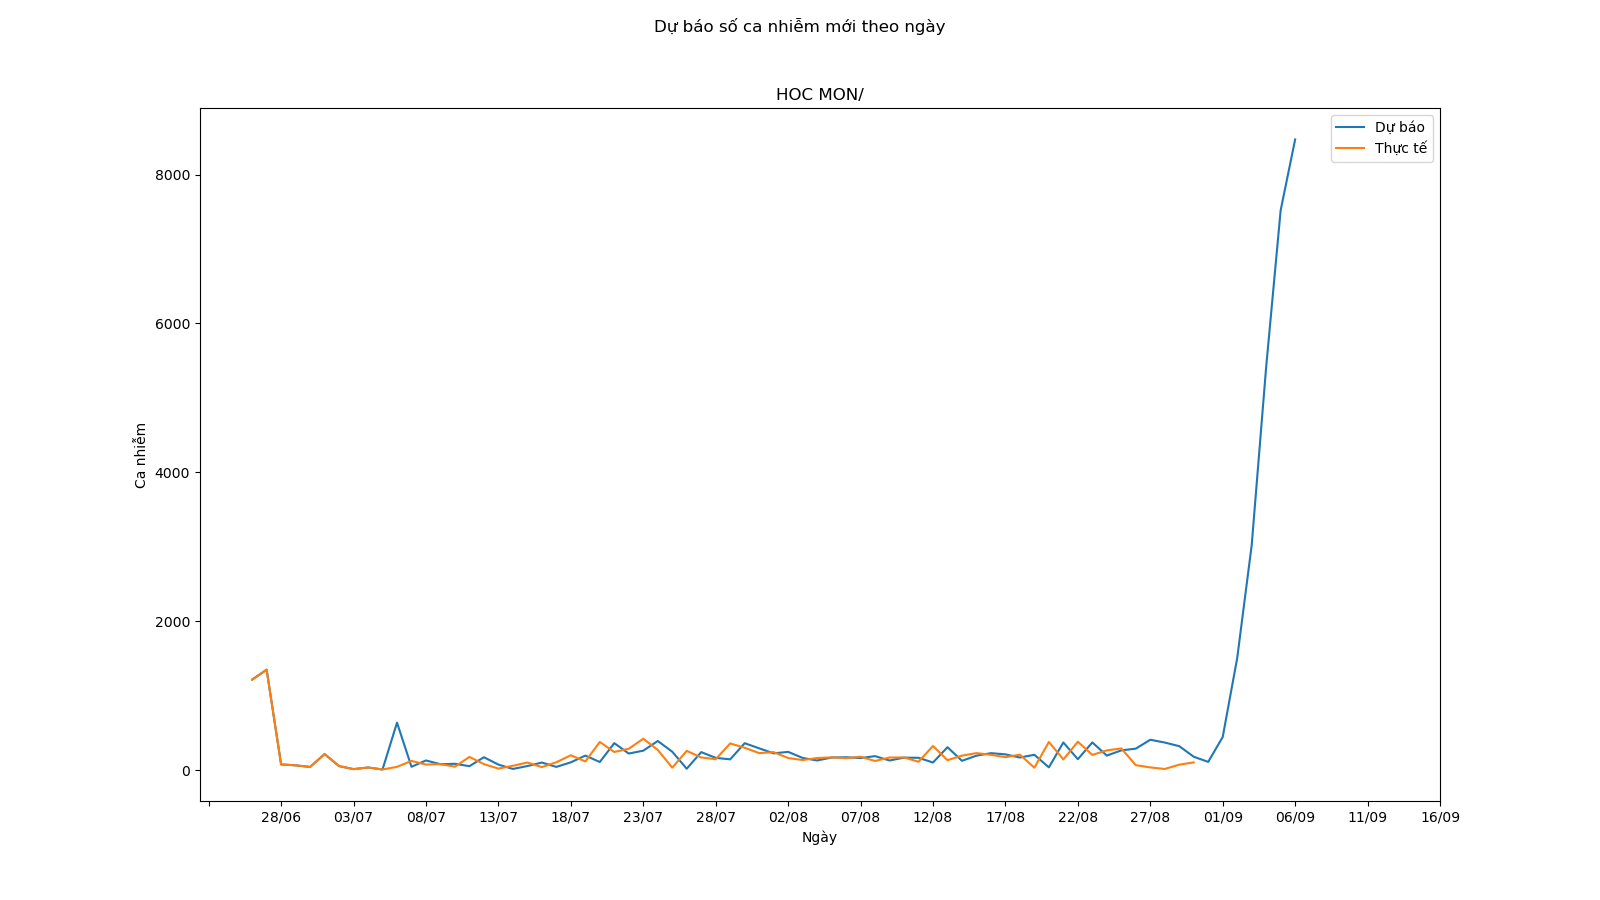 Dự báo số ca nhiễm mới theo ngày
HOC MON/
Dự báo
Thực tế
8000
6000
4000
2000
0
Ca nhiễm
28/06 03/07 08/07 13/07 18/07 23/07 28/07 02/08 07/08 12/08 17/08 22/08 27/08 01/09 06/09 11/09 16/09
Ngày